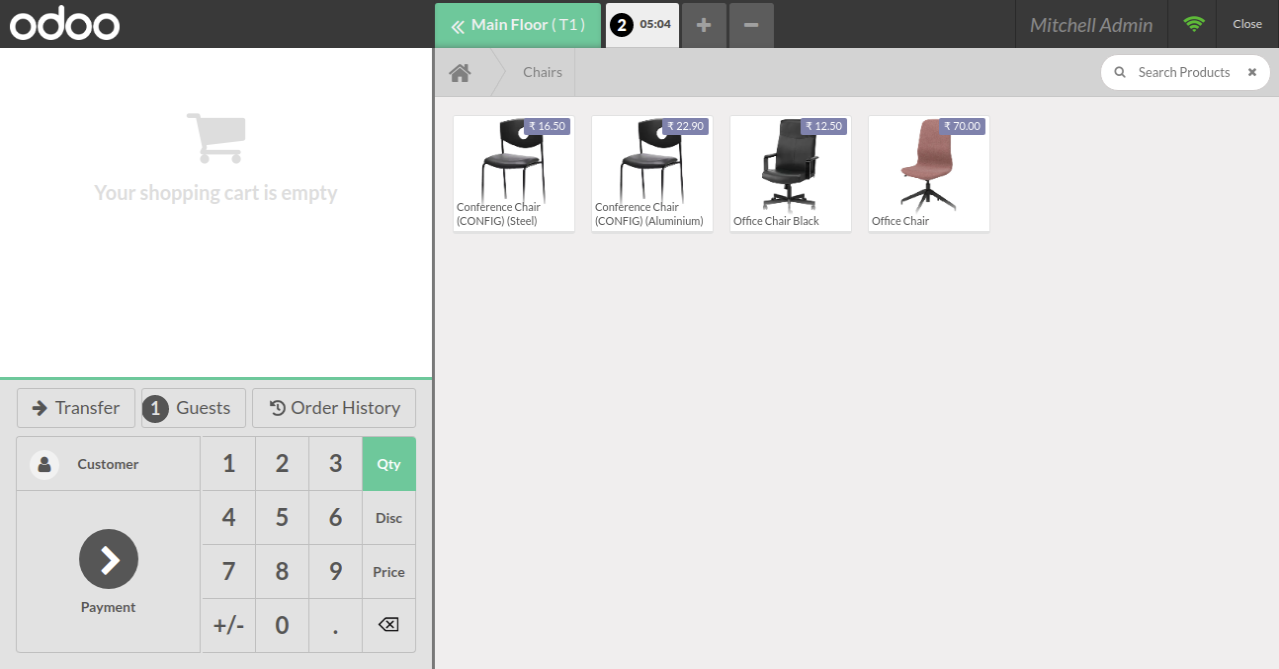 odoo
Main Floor ( T1 )
2 05:04
+
−
Mitchell Admin
Close
Chairs
Search Products
Your shopping cart is empty
₹ 16.50
Conference Chair
(CONFIG) (Steel)
₹ 22.90
Conference Chair
(CONFIG) (Aluminium)
₹ 12.50
Office Chair Black
₹ 70.00
Office Chair
Transfer
1 Guests
Order History
Customer
1 2 3 Qty
4 5 6 Disc
7 8 9 Price
Payment
+/- 0 .